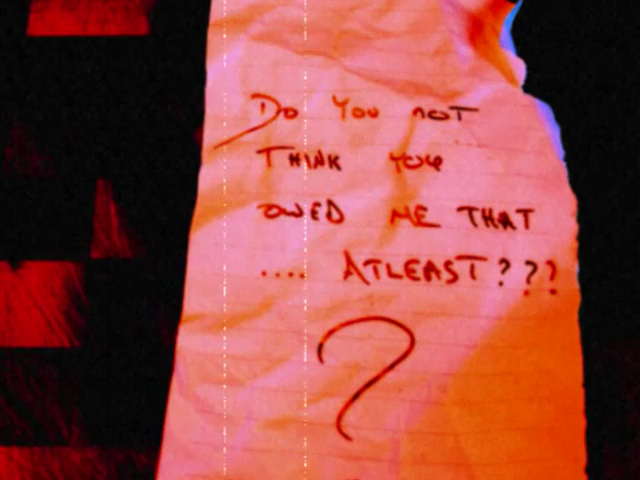 Do You noT
THINK you
owED ME THAT
.... ATLEAST???
?